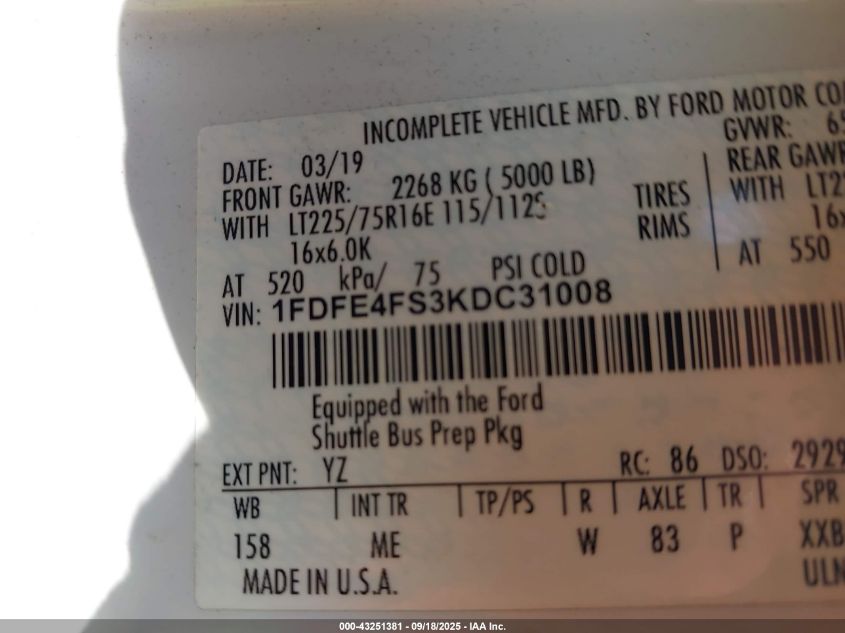 INCOMPLETE VEHICLE MFD. BY FORD MOTOR
DATE: 03/19 GVWR:
FRONT GAWR: 2268 KG ( 5000 LB) REAR GAWR
WITH LT225/75R16E 115/112S TIRES WITH
16x6.0K RIMS
AT 520 kPa/ 75 PSI COLD AT 550
VIN: 1FDFE4FS3KDC31008
Equipped with the Ford
Shuttle Bus Prep Pkg
EXT PNT: YZ RC: 86 DSO: 2929
WB INT TR TP/PS R AXLE TR SPR
158 ME W 83 P XXB
MADE IN U.S.A. ULN
000-43251381 - 09/18/2025 - IAA Inc.